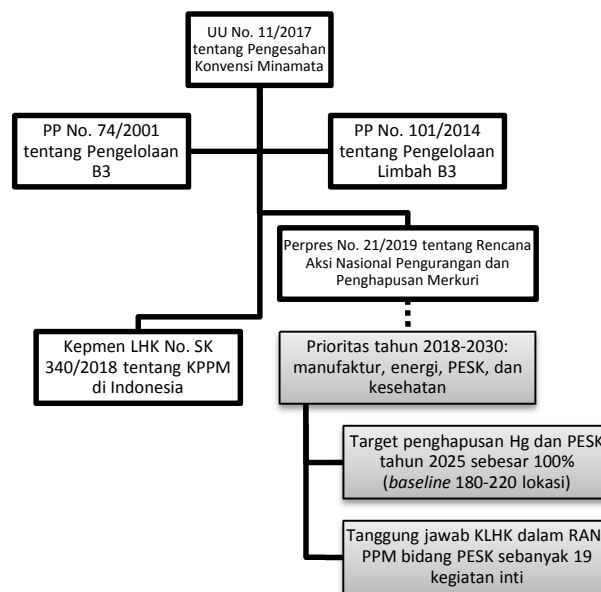 UU No. 11/2017
tentang Pengesahan
Konvensi Minamata
PP No. 74/2001
tentang Pengelolaan
B3
PP No. 101/2014
tentang Pengelolaan
Limbah B3
Perpres No. 21/2019 tentang Rencana
Aksi Nasional Pengurangan dan
Penghapusan Merkuri
Kepmen LHK No. SK
340/2018 tentang KPPM
di Indonesia
Prioritas tahun 2018-2030:
manufaktur, energi, PESK, dan
kesehatan
Target penghapusan Hg dan PESK
tahun 2025 sebesar 100%
(baseline 180-220 lokasi)
Tanggung jawab KLHK dalam RAN
PPM bidang PESK sebanyak 19
kegiatan inti